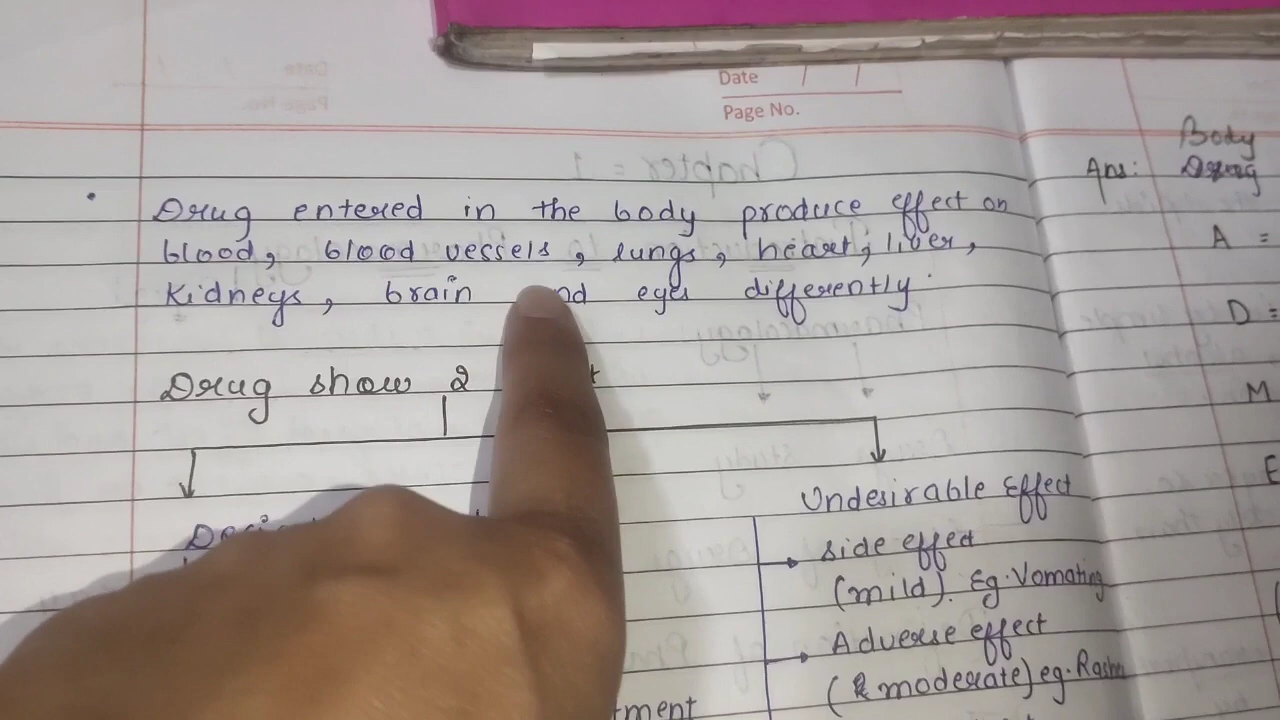 Date / /
Page No.
Drug entered in the body produce effect on
blood, blood vessels, lungs, heart, liver,
Kidneys, brain and eyes differently.
Drug show 2
Undesirable Effect
side effect
(mild). Eg. Vomating
Adverse effect
(moderate) eg. Rashes
Body
Ans: Drug
A =
D =
M
E